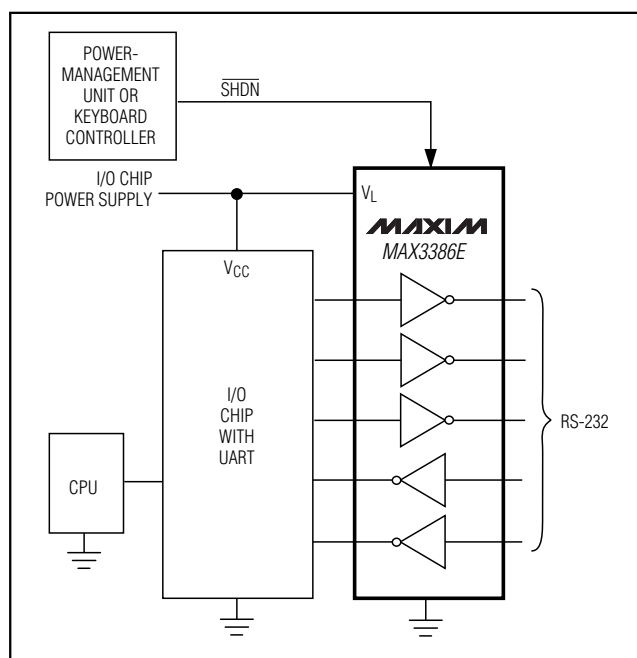 POWER-
MANAGEMENT
UNIT OR
KEYBOARD
CONTROLLER
SHDN
I/O CHIP
POWER SUPPLY
VL
MAXIM
MAX3386E
VCC
I/O
CHIP
WITH
UART
RS-232
CPU